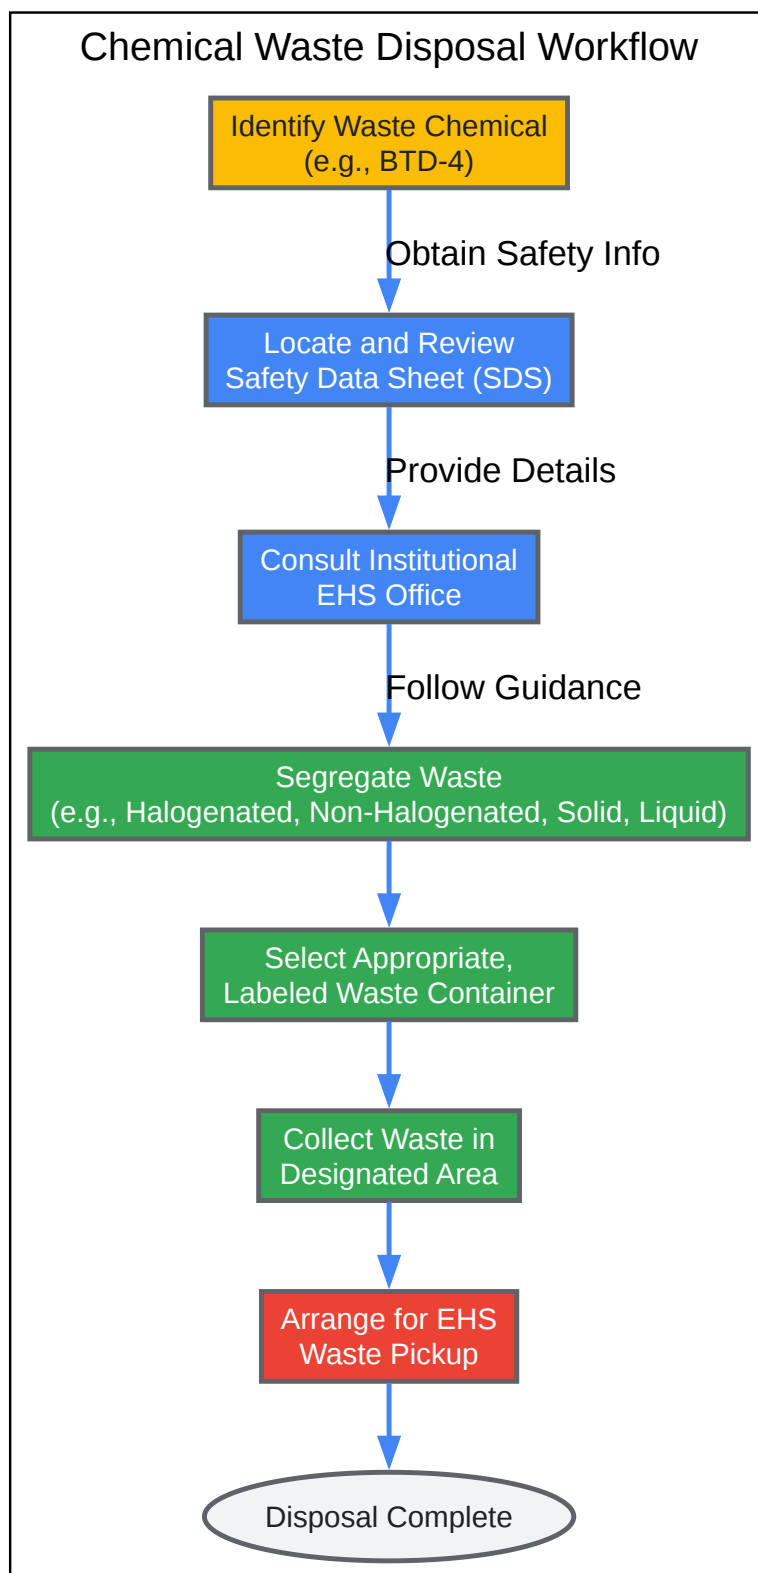 Chemical Waste Disposal Workflow
Identify Waste Chemical
(e.g., BTD-4)
Obtain Safety Info
Locate and Review
Safety Data Sheet (SDS)
Provide Details
Consult Institutional
EHS Office
Follow Guidance
Segregate Waste
(e.g., Halogenated, Non-Halogenated, Solid, Liquid)
Select Appropriate,
Labeled Waste Container
Collect Waste in
Designated Area
Arrange for EHS
Waste Pickup
Disposal Complete